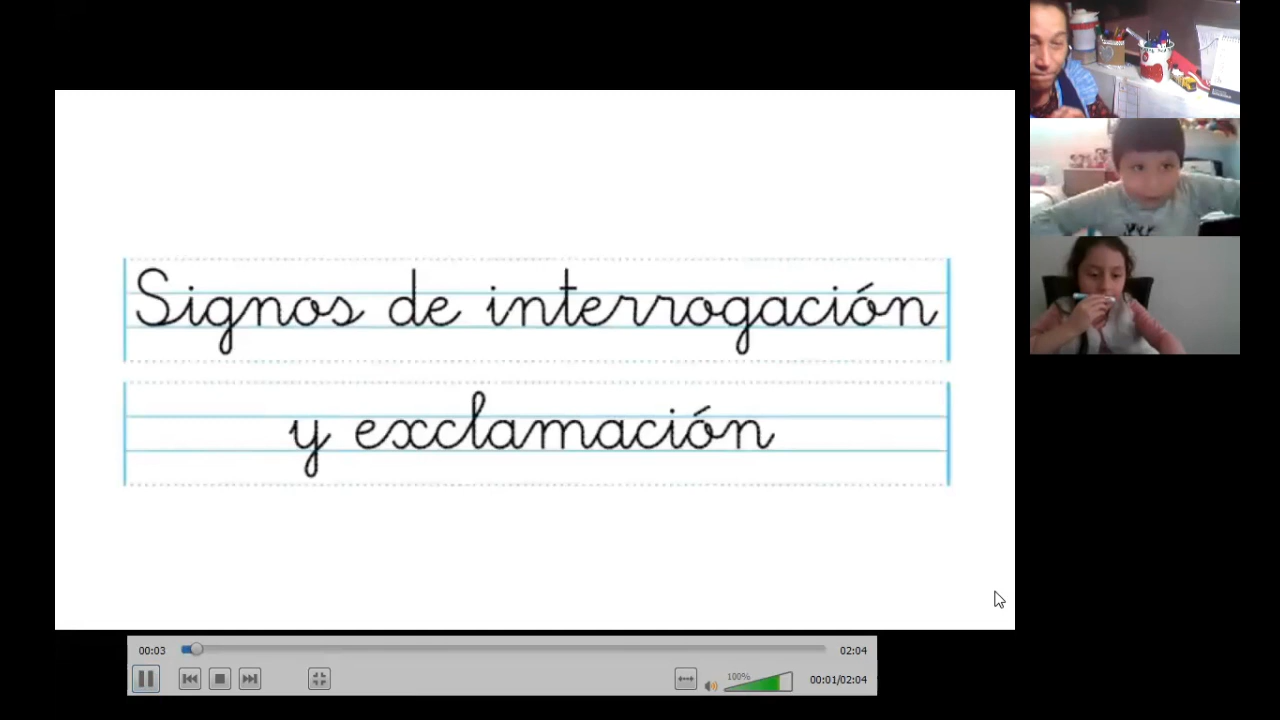 Signos de interrogación
y exclamación
00:03
02:04
100%
00:01/02:04